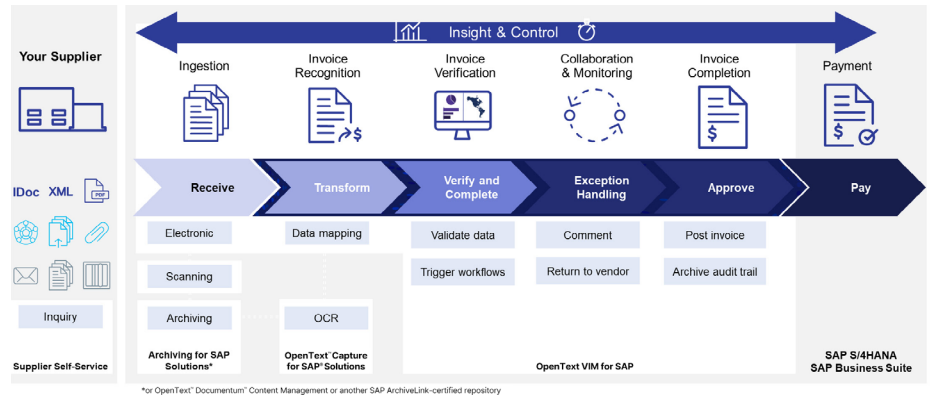 Insight & Control
Your Supplier
Ingestion
Invoice
Recognition
Invoice
Verification
Collaboration
& Monitoring
Invoice
Completion
Payment
$
$
$
IDoc
XML
PDF
Receive
Transform
Verify and
Complete
Exception
Handling
Approve
Pay
Electronic
Data mapping
Validate data
Comment
Post invoice
Scanning
Trigger workflows
Return to vendor
Archive audit trail
Inquiry
Archiving
OCR
Supplier Self-Service
Archiving for SAP
Solutions*
OpenText™ Capture
for SAP® Solutions
OpenText VIM for SAP
SAP S/4HANA
SAP Business Suite
*or OpenText™ Documentum™ Content Management or another SAP ArchiveLink-certified repository